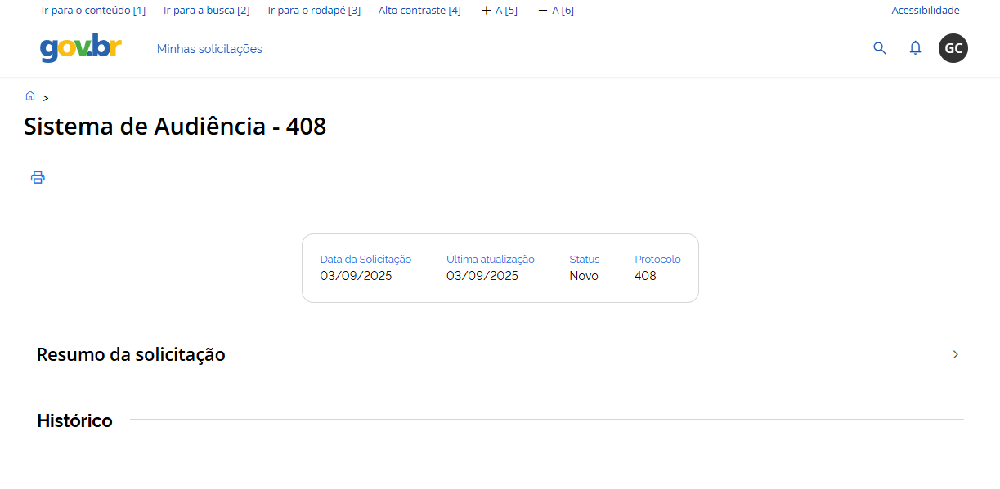 Ir para o conteúdo [1] Ir para a busca [2] Ir para o rodapé [3] Alto contraste [4] + A [5] — A [6] Acessibilidade
gov.br Minhas solicitações GC
>
Sistema de Audiência - 408
Data da Solicitação Última atualização Status Protocolo
03/09/2025 03/09/2025 Novo 408
Resumo da solicitação
Histórico